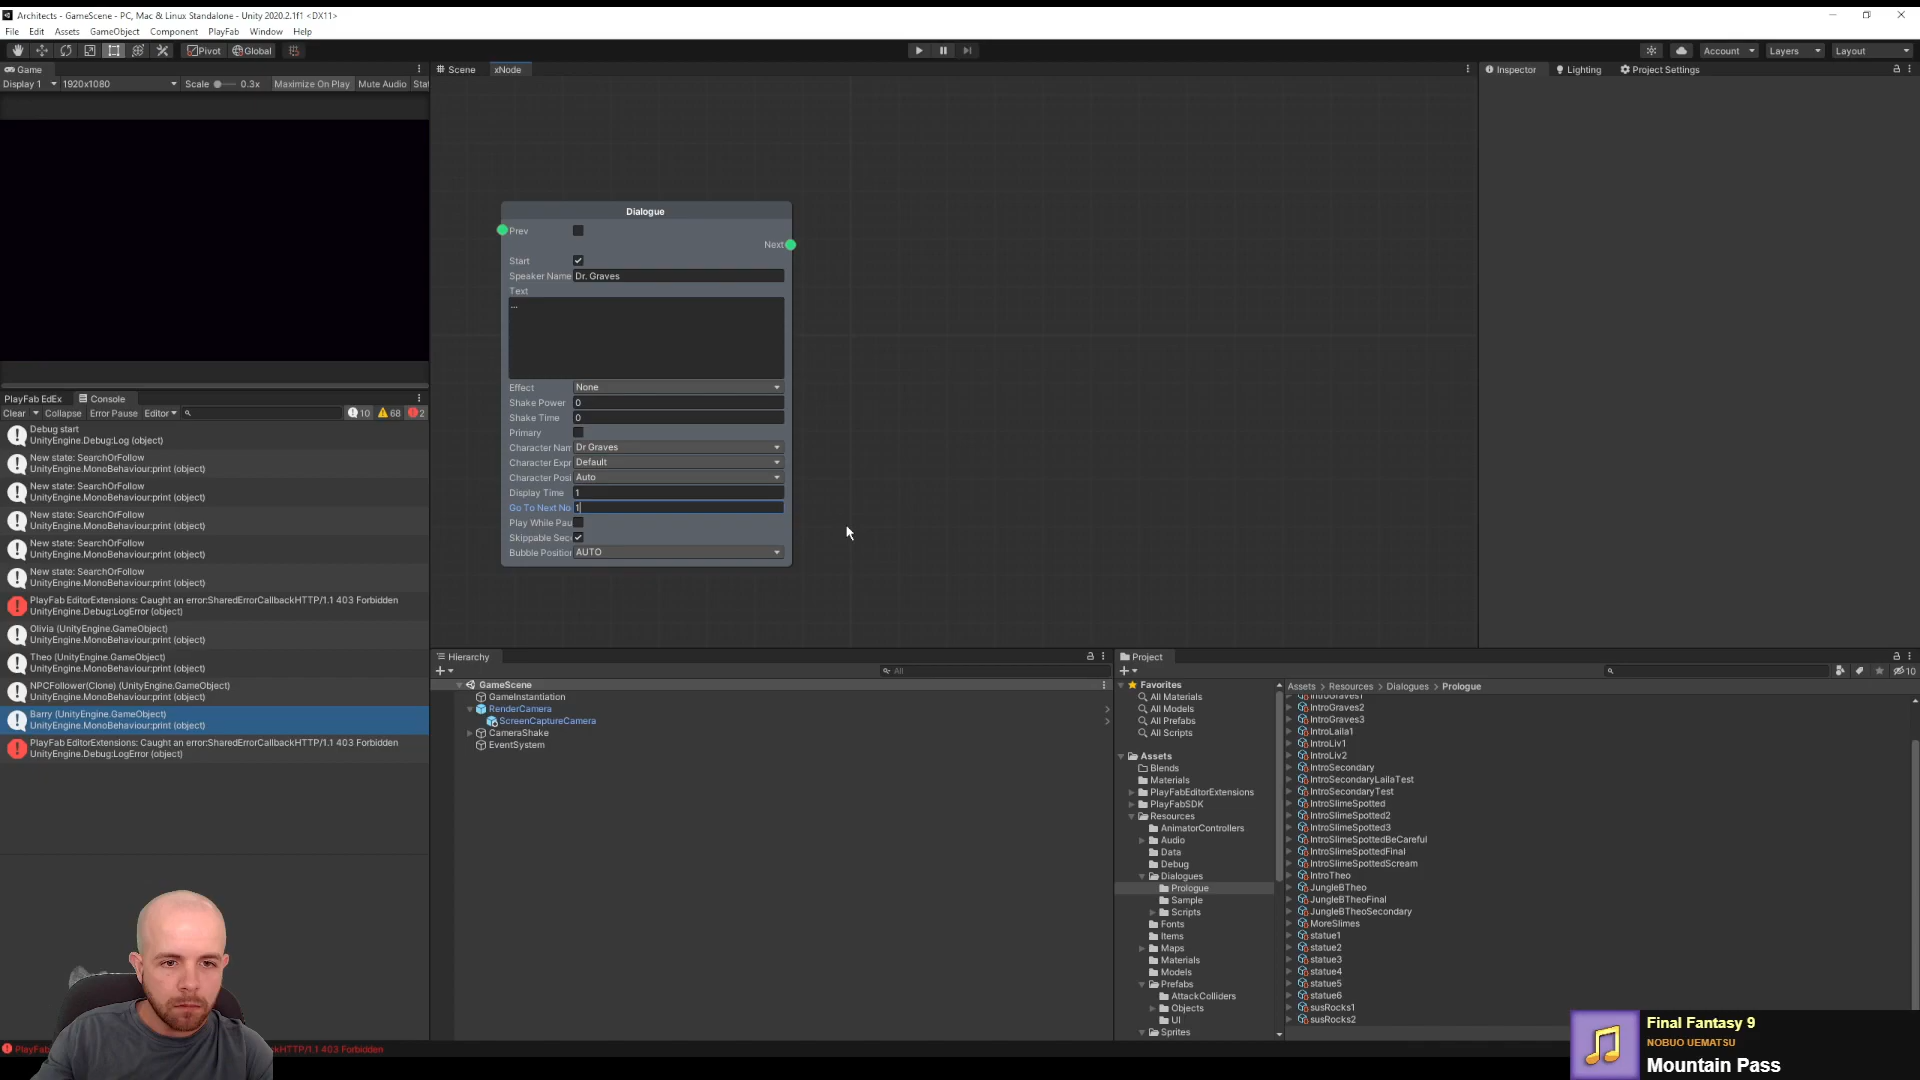 Architects - GameScene - PC, Mac & Linux Standalone - Unity 2020.2.1f1 <DX11>
File Edit Assets GameObject Component PlayFab Window Help
Pivot Global Account Layers Layout
Game
Display 1 1920x1080 Scale 0.3x Maximize On Play Mute Audio Stat
Scene xNode
Inspector Lighting Project Settings
Dialogue
Prev
Next
Start
Speaker Name Dr. Graves
Text
...
Effect None
Shake Power 0
Shake Time 0
Primary
Character Nam Dr Graves
Character Expr Default
Character Posi Auto
Display Time 1
Go To Next No 1
Play While Pau
Skippable Sec
Bubble Position AUTO
PlayFab EdEx Console
Clear Collapse Error Pause Editor 10 68 2
Debug start
UnityEngine.Debug:Log (object)
New state: SearchOrFollow
UnityEngine.MonoBehaviour:print (object)
New state: SearchOrFollow
UnityEngine.MonoBehaviour:print (object)
New state: SearchOrFollow
UnityEngine.MonoBehaviour:print (object)
New state: SearchOrFollow
UnityEngine.MonoBehaviour:print (object)
New state: SearchOrFollow
UnityEngine.MonoBehaviour:print (object)
PlayFab EditorExtensions: Caught an error:SharedErrorCallbackHTTP/1.1 403 Forbidden
UnityEngine.Debug:LogError (object)
Olivia (UnityEngine.GameObject)
UnityEngine.MonoBehaviour:print (object)
Theo (UnityEngine.GameObject)
UnityEngine.MonoBehaviour:print (object)
NPCFollower(Clone) (UnityEngine.GameObject)
UnityEngine.MonoBehaviour:print (object)
Barry (UnityEngine.GameObject)
UnityEngine.MonoBehaviour:print (object)
PlayFab EditorExtensions: Caught an error:SharedErrorCallbackHTTP/1.1 403 Forbidden
UnityEngine.Debug:LogError (object)
PlayFab ackHTTP/1.1 403 Forbidden
Hierarchy
All
GameScene
GameInstantiation
RenderCamera
ScreenCaptureCamera
CameraShake
EventSystem
Project
10
Favorites
All Materials
All Models
All Prefabs
All Scripts
Assets
Blends
Materials
PlayFabEditorExtensions
PlayFabSDK
Resources
AnimatorControllers
Audio
Data
Debug
Dialogues
Prologue
Sample
Scripts
Fonts
Items
Maps
Materials
Models
Prefabs
AttackColliders
Objects
UI
Sprites
Assets > Resources > Dialogues > Prologue
IntroGraves1
IntroGraves2
IntroGraves3
IntroLaila1
IntroLiv1
IntroLiv2
IntroSecondary
IntroSecondaryLailaTest
IntroSecondaryTest
IntroSlimeSpotted
IntroSlimeSpotted2
IntroSlimeSpotted3
IntroSlimeSpottedBeCareful
IntroSlimeSpottedFinal
IntroSlimeSpottedScream
IntroTheo
JungleBTheo
JungleBTheoFinal
JungleBTheoSecondary
MoreSlimes
statue1
statue2
statue3
statue4
statue5
statue6
susRocks1
susRocks2
Final Fantasy 9
NOBUO UEMATSU
Mountain Pass